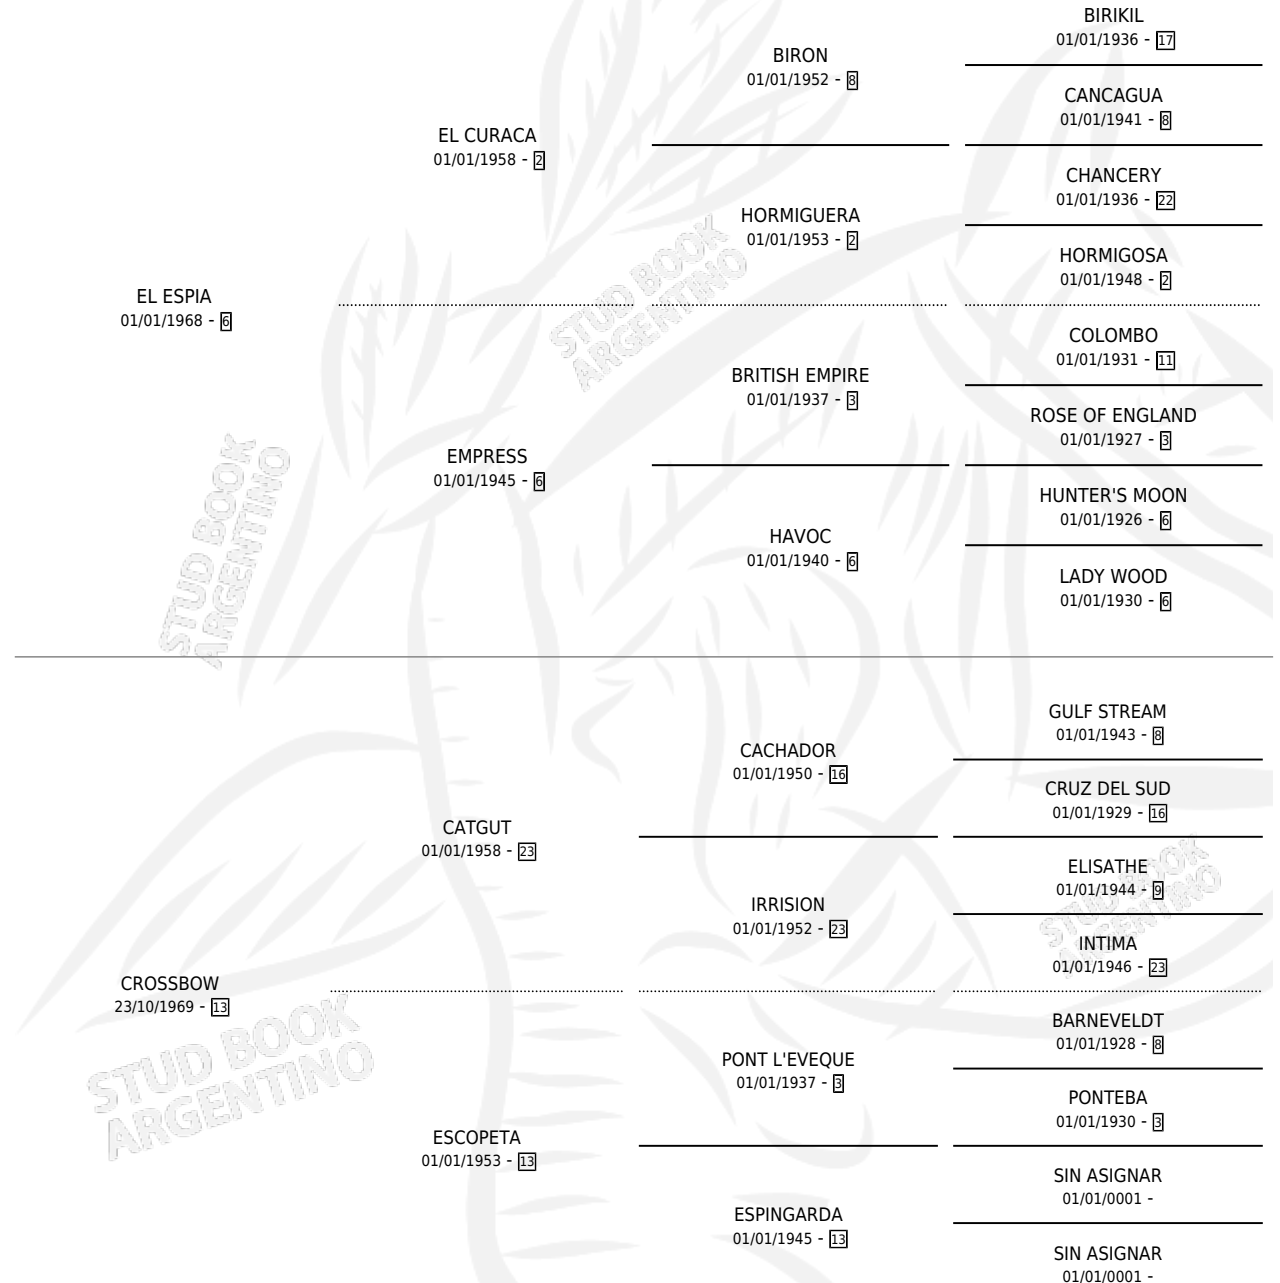 BIRIKIL
01/01/1936 - 17
BIRON
01/01/1952 - 8
CANCAGUA
01/01/1941 - 8
EL CURACA
01/01/1958 - 2
CHANCERY
01/01/1936 - 22
HORMIGUERA
01/01/1953 - 2
HORMIGOSA
01/01/1948 - 2
EL ESPIA
01/01/1968 - 6
COLOMBO
01/01/1931 - 11
BRITISH EMPIRE
01/01/1937 - 3
ROSE OF ENGLAND
01/01/1927 - 3
EMPRESS
01/01/1945 - 6
HUNTER'S MOON
01/01/1926 - 6
HAVOC
01/01/1940 - 6
LADY WOOD
01/01/1930 - 6
STUD BOOK
ARGENTINO
STUD BOOK
ARGENTINO
GULF STREAM
01/01/1943 - 8
CACHADOR
01/01/1950 - 16
CRUZ DEL SUD
01/01/1929 - 16
CATGUT
01/01/1958 - 23
ELISATHE
01/01/1944 - 9
IRRISION
01/01/1952 - 23
INTIMA
01/01/1946 - 23
CROSSBOW
23/10/1969 - 13
BARNEVELDT
01/01/1928 - 8
PONT L'EVEQUE
01/01/1937 - 3
PONTEBA
01/01/1930 - 3
ESCOPETA
01/01/1953 - 13
SIN ASIGNAR
01/01/0001 -
ESPINGARDA
01/01/1945 - 13
SIN ASIGNAR
01/01/0001 -
STUD BOOK
ARGENTINO
STUD BOOK
ARGENTINO